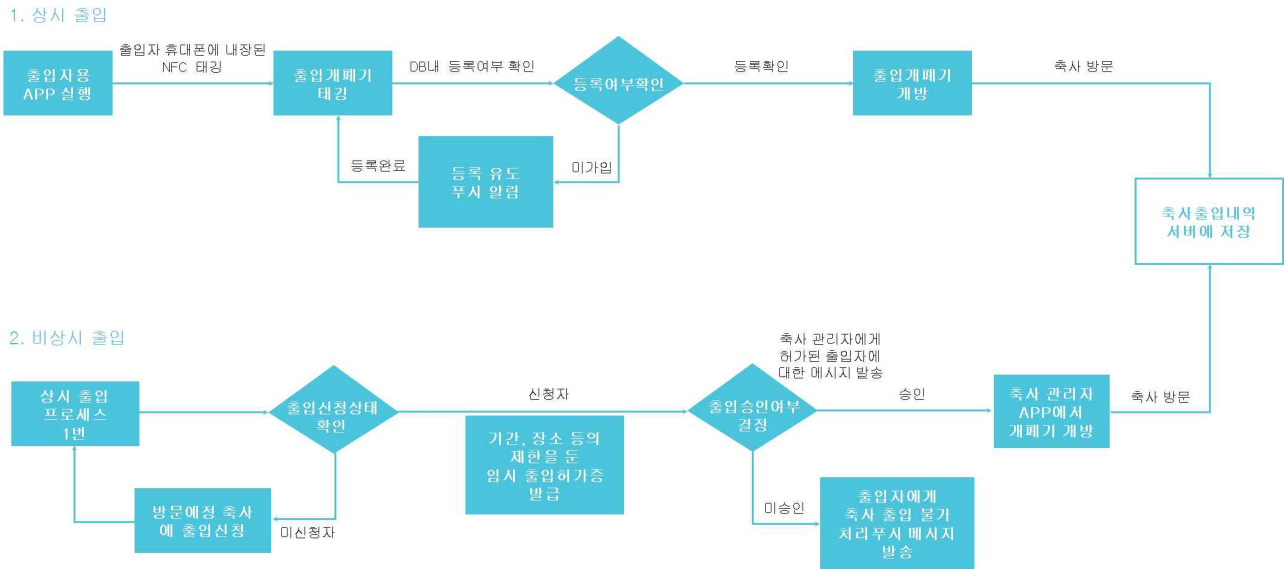 1. 상시 출입
출입자용
APP 실행
출입자 휴대폰에 내장된
NFC 태깅
출입개폐기
태깅
DB내 등록여부 확인
등록여부확인
등록확인
출입개폐기
개방
축사 방문
등록완료
등록 유도
푸시 알림
미가입
축사출입내역
서버에 저장
2. 비상시 출입
상시 출입
프로세스
1번
출입신청상태
확인
신청자
기간, 장소 등의
제한을 둔
임시 출입허가증
발급
출입승인여부
결정
축사 관리자에게
허가된 출입자에
대한 메시지 발송
승인
축사 관리자
APP에서
개폐기 개방
축사 방문
방문예정 축사
에 출입신청
미신청자
미승인
출입자에게
축사 출입 불가
처리푸시 메시지
발송